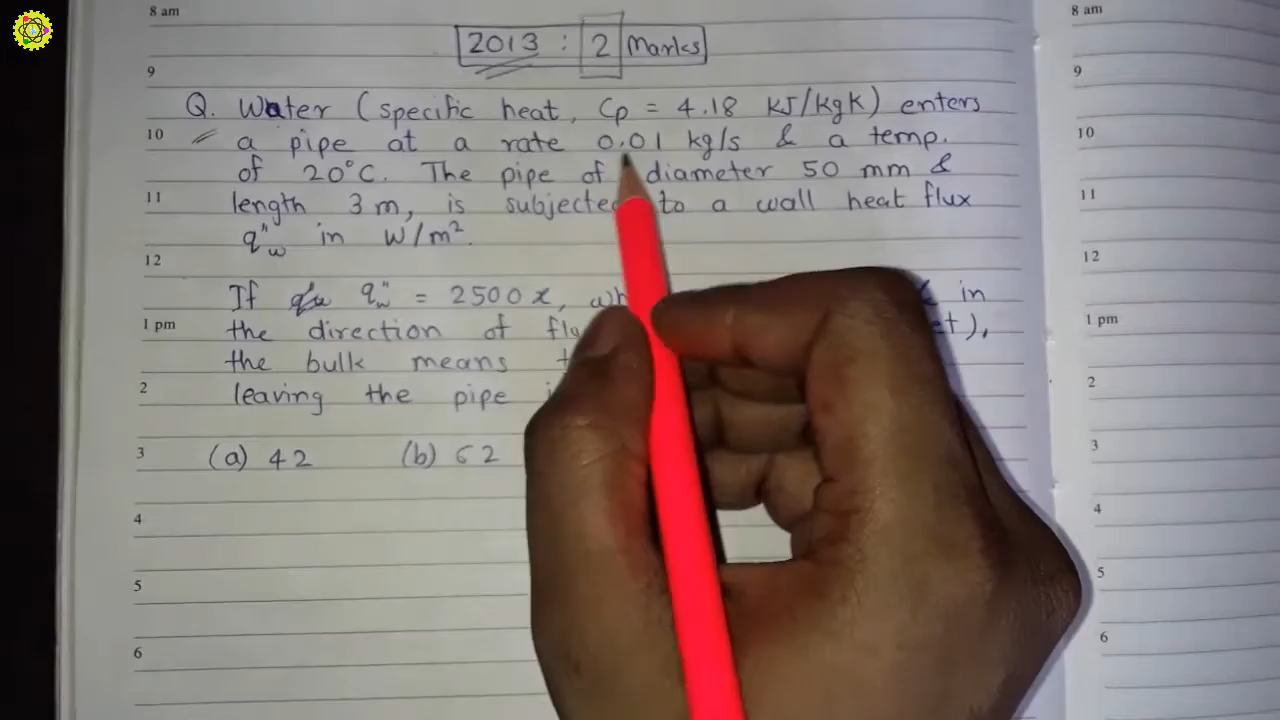 8 am
8 am
2013 : 2 Marks
9
9
Q. Water (specific heat, Cp = 4.18 KJ/KgK) enters
10
10
a pipe at a rate 0.01 kg/s & a temp.
of 20°C. The pipe of diameter 50 mm &
11
11
length 3 m, is subjected to a wall heat flux
q"w in W/m².
12
12
If q"w = 2500 x, in
1 pm
1 pm
the direction of
the bulk means
2
2
leaving the pipe
3
3
(a) 42 (b) 62
4
4
5
5
6
6